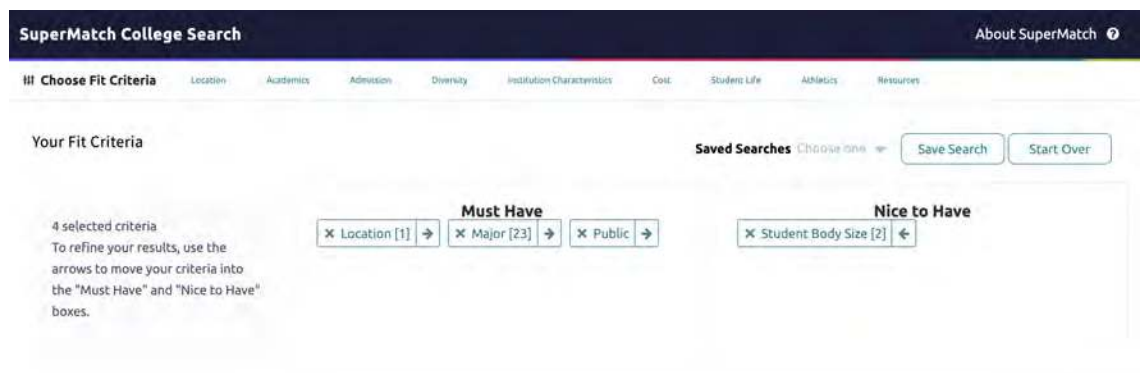 SuperMatch College Search
About SuperMatch
Choose Fit Criteria Location Academics Admission Diversity Institution Characteristics Cost Student Life Athletics Resources
Your Fit Criteria
Saved Searches Choose one Save Search Start Over
Must Have
Nice to Have
4 selected criteria
To refine your results, use the
arrows to move your criteria into
the "Must Have" and "Nice to Have"
boxes.
× Location [1] → × Major [23] → × Public →
× Student Body Size [2] ←